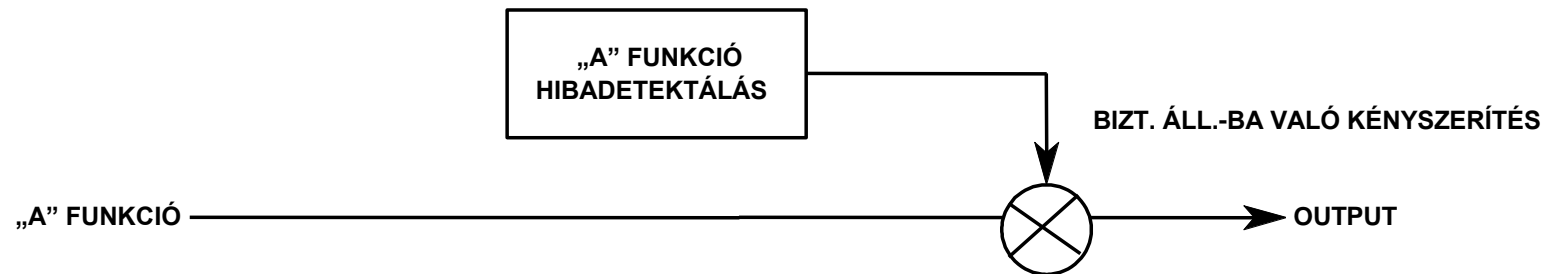 „A” FUNKCIÓ
HIBADETEKTÁLÁS
BIZT. ÁLL.-BA VALÓ KÉNYSZERÍTÉS
„A” FUNKCIÓ
OUTPUT